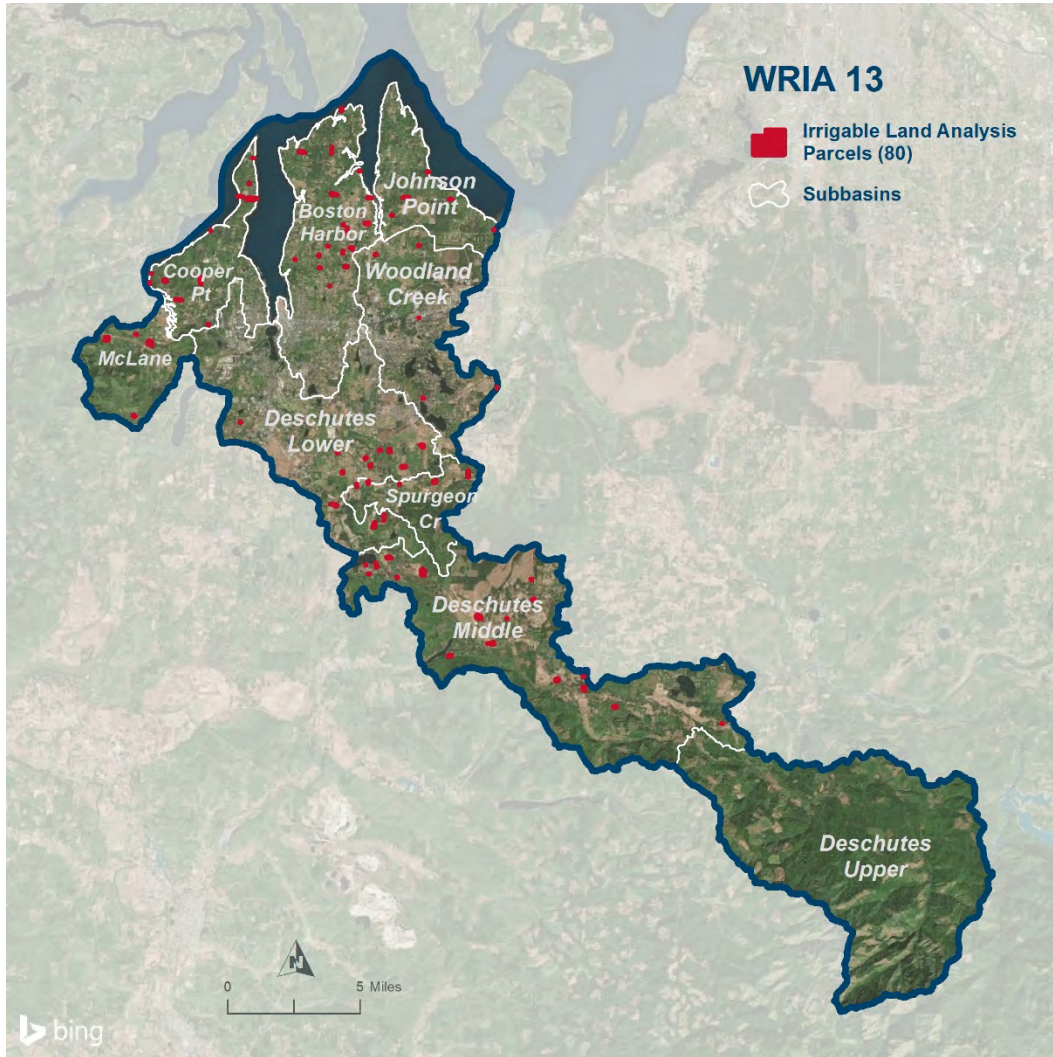 WRIA 13
Irrigable Land Analysis
Parcels (80)
Subbasins
Johnson
Point
Boston
Harbor
Cooper
Pt
Woodland
Creek
McLane
Deschutes
Lower
Spurgeon
Cr
Deschutes
Middle
Deschutes
Upper
N
0
5 Miles
bing